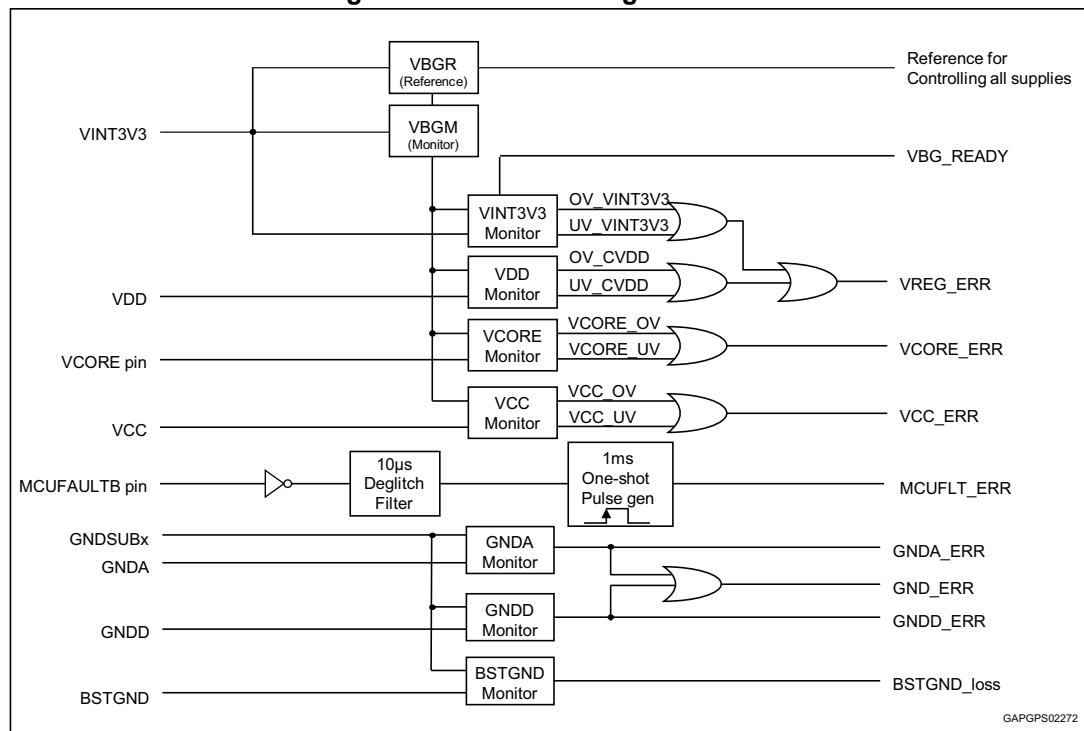 VBGR
(Reference)
Reference for
Controlling all supplies
VINT3V3
VBGM
(Monitor)
VBG_READY
VINT3V3
Monitor
OV_VINT3V3
UV_VINT3V3
VDD
VDD
Monitor
OV_CVDD
UV_CVDD
VREG_ERR
VCORE pin
VCORE
Monitor
VCORE_OV
VCORE_UV
VCORE_ERR
VCC
VCC
Monitor
VCC_OV
VCC_UV
VCC_ERR
MCUFAULTB pin
10µs
Deglitch
Filter
1ms
One-shot
Pulse gen
MCUFLT_ERR
GNDSUBx
GNDA
GNDA
Monitor
GNDA_ERR
GND_ERR
GNDD
GNDD
Monitor
GNDD_ERR
BSTGND
BSTGND
Monitor
BSTGND_loss
GAPGPS02272